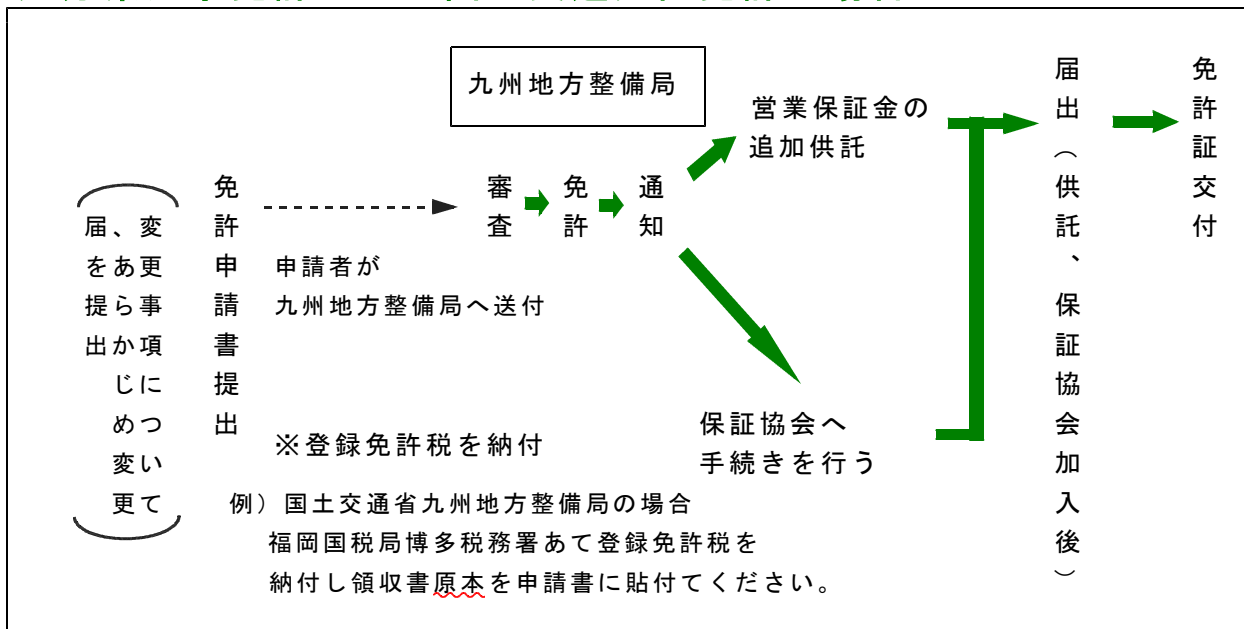 九州地方整備局
(変更事項について
、あらかじめ変更
届を提出)
免許申請書提出
申請者が
九州地方整備局へ送付
※登録免許税を納付
例）国土交通省九州地方整備局の場合
福岡国税局博多税務署あて登録免許税を
納付し領収書原本を申請書に貼付てください。
審査
免許
通知
営業保証金の
追加供託
保証協会へ
手続きを行う
届出（供託、保証協会加入後）
免許証交付